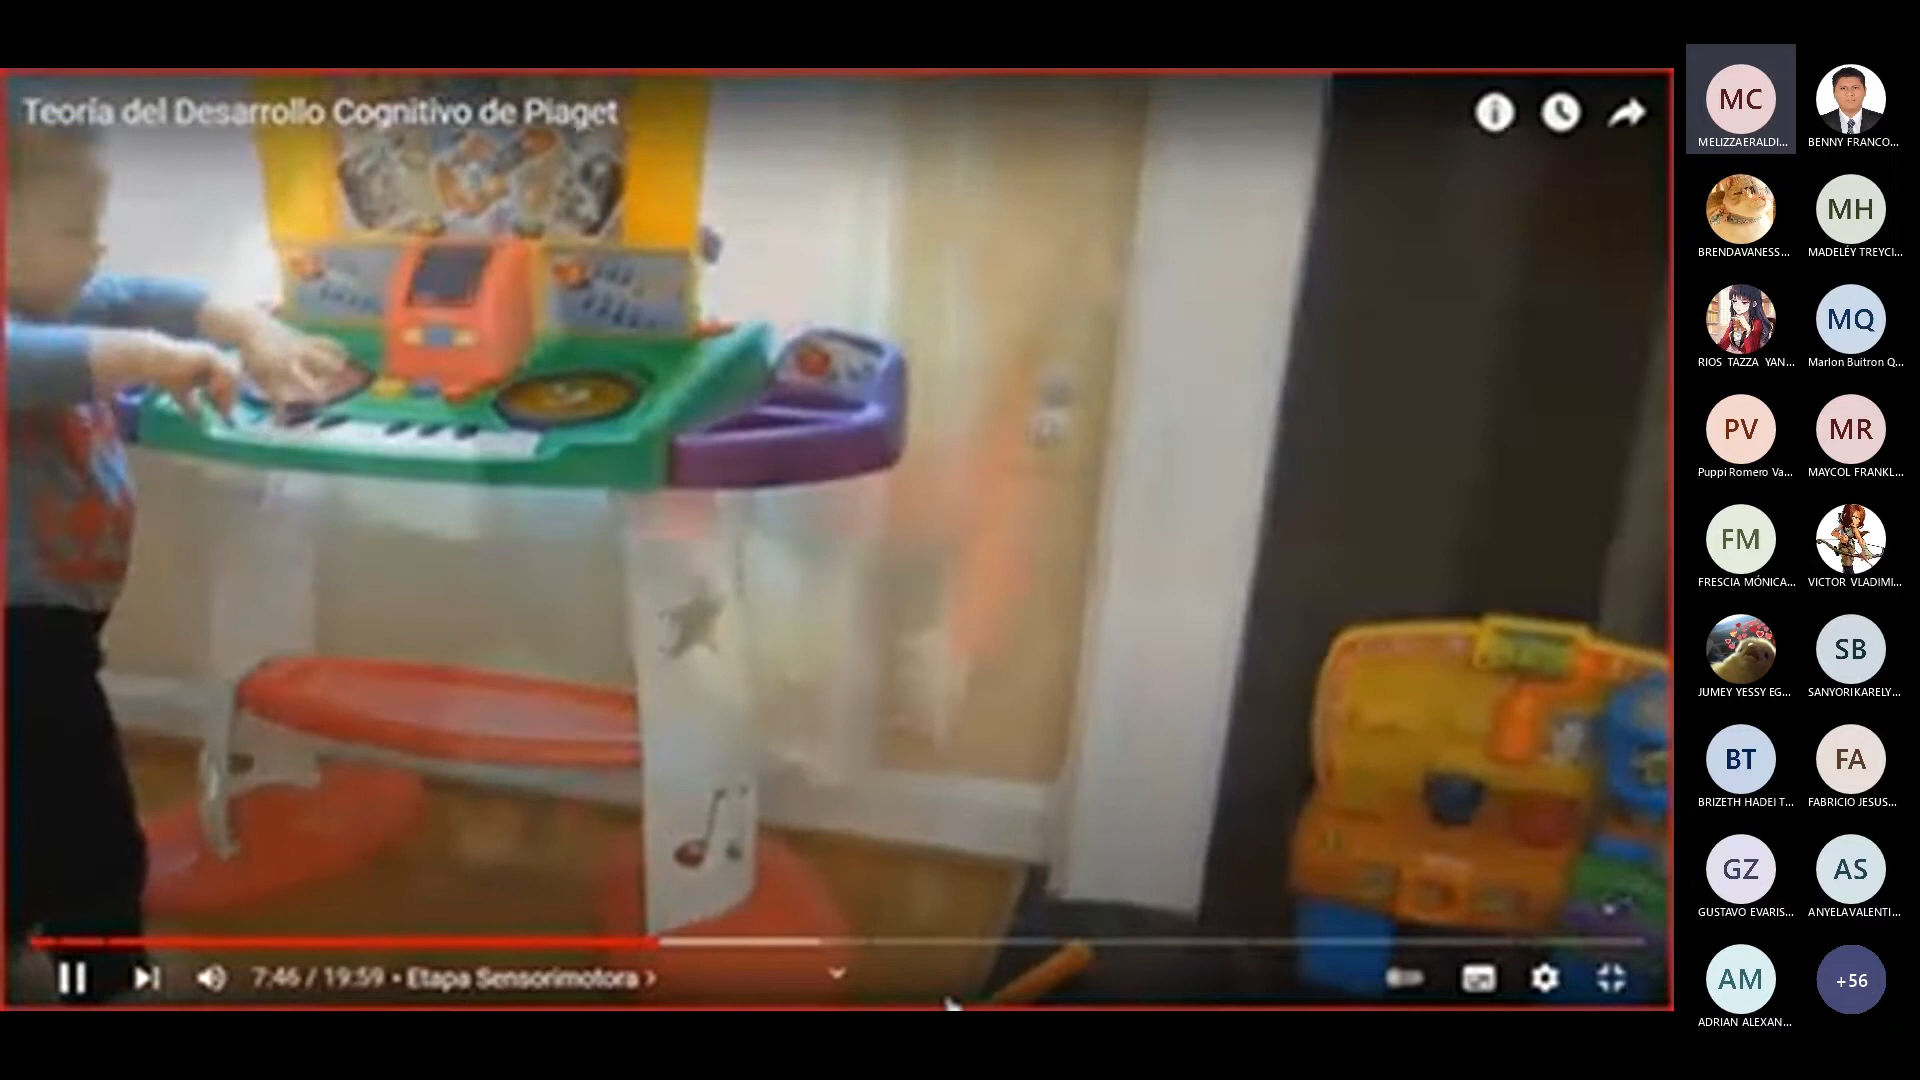 Teoría del Desarrollo Cognitivo de Piaget
7:46 / 19:59 • Etapa Sensorimotora ›
MC
MELIZZAERALDI...
BENNY FRANCO...
BRENDAVANESS...
MH
MADELÉY TREYCI...
RIOS TAZZA YAN...
MQ
Marlon Buitron Q...
PV
Puppi Romero Va...
MR
MAYCOL FRANKL...
FM
FRESCIA MÓNICA...
VICTOR VLADIMI...
JUMEY YESSY EG...
SB
SANYORIKARELY...
BT
BRIZETH HADEI T...
FA
FABRICIO JESUS...
GZ
GUSTAVO EVARIS...
AS
ANYELAVALENTI...
AM
ADRIAN ALEXAN...
+56